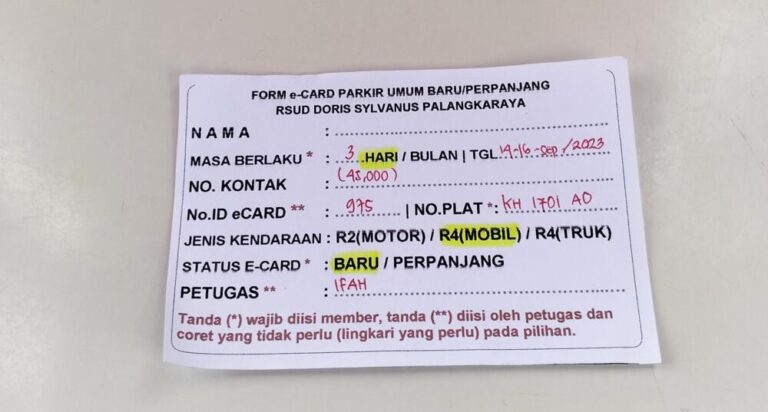 FORM e-CARD PARKIR UMUM BARU/PERPANJANG
RSUD DORIS SYLVANUS PALANGKARAYA
NAMA :
MASA BERLAKU * : 3 HARI / BULAN | TGL 14-16-Sep/2023
NO. KONTAK : (45,000)
No.ID eCARD ** : 975 | NO.PLAT *: KH 1701 AO
JENIS KENDARAAN : R2(MOTOR) / R4(MOBIL) / R4(TRUK)
STATUS E-CARD * : BARU / PERPANJANG
PETUGAS ** : IFAH
Tanda (*) wajib diisi member, tanda (**) diisi oleh petugas dan
coret yang tidak perlu (lingkari yang perlu) pada pilihan.